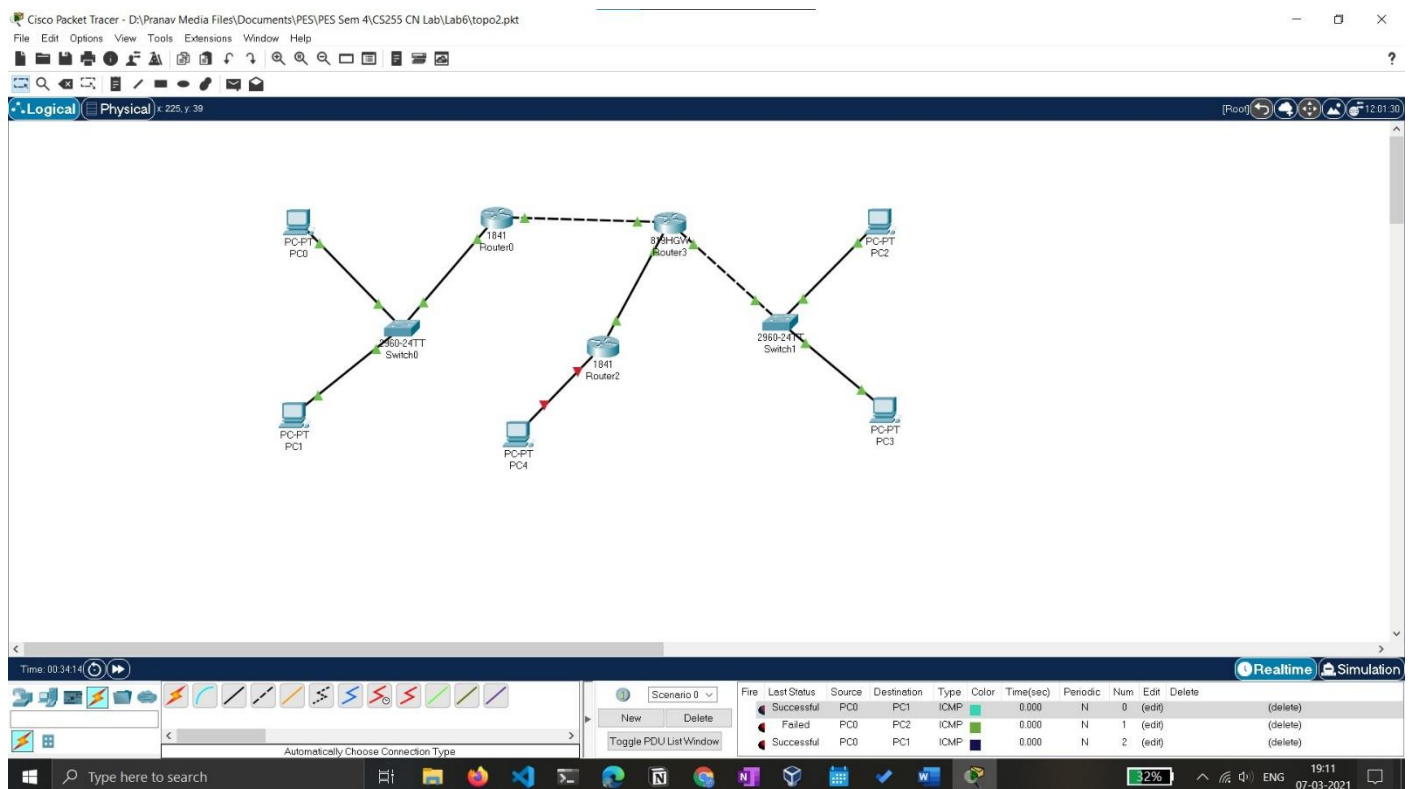 Cisco Packet Tracer - D:\Pranav Media Files\Documents\PES\PES Sem 4\CS255 CN Lab\Lab6\topo2.pkt
File Edit Options View Tools Extensions Window Help
?
Logical Physical x: 225, y: 39 [Root] 12:01:30
1841
Router0
819HGW
Router3
PC-PT
PC0
PC-PT
PC2
2960-24TT
Switch0
2960-24TT
Switch1
1841
Router2
PC-PT
PC1
PC-PT
PC4
PC-PT
PC3
Time: 00:34:14 Realtime Simulation
Scenario 0
New Delete
Toggle PDU List Window
Fire Last Status Source Destination Type Color Time(sec) Periodic Num Edit Delete
Successful PC0 PC1 ICMP 0.000 N 0 (edit) (delete)
Failed PC0 PC2 ICMP 0.000 N 1 (edit) (delete)
Successful PC0 PC1 ICMP 0.000 N 2 (edit) (delete)
Automatically Choose Connection Type
Type here to search 32% ENG 19:11
07-03-2021